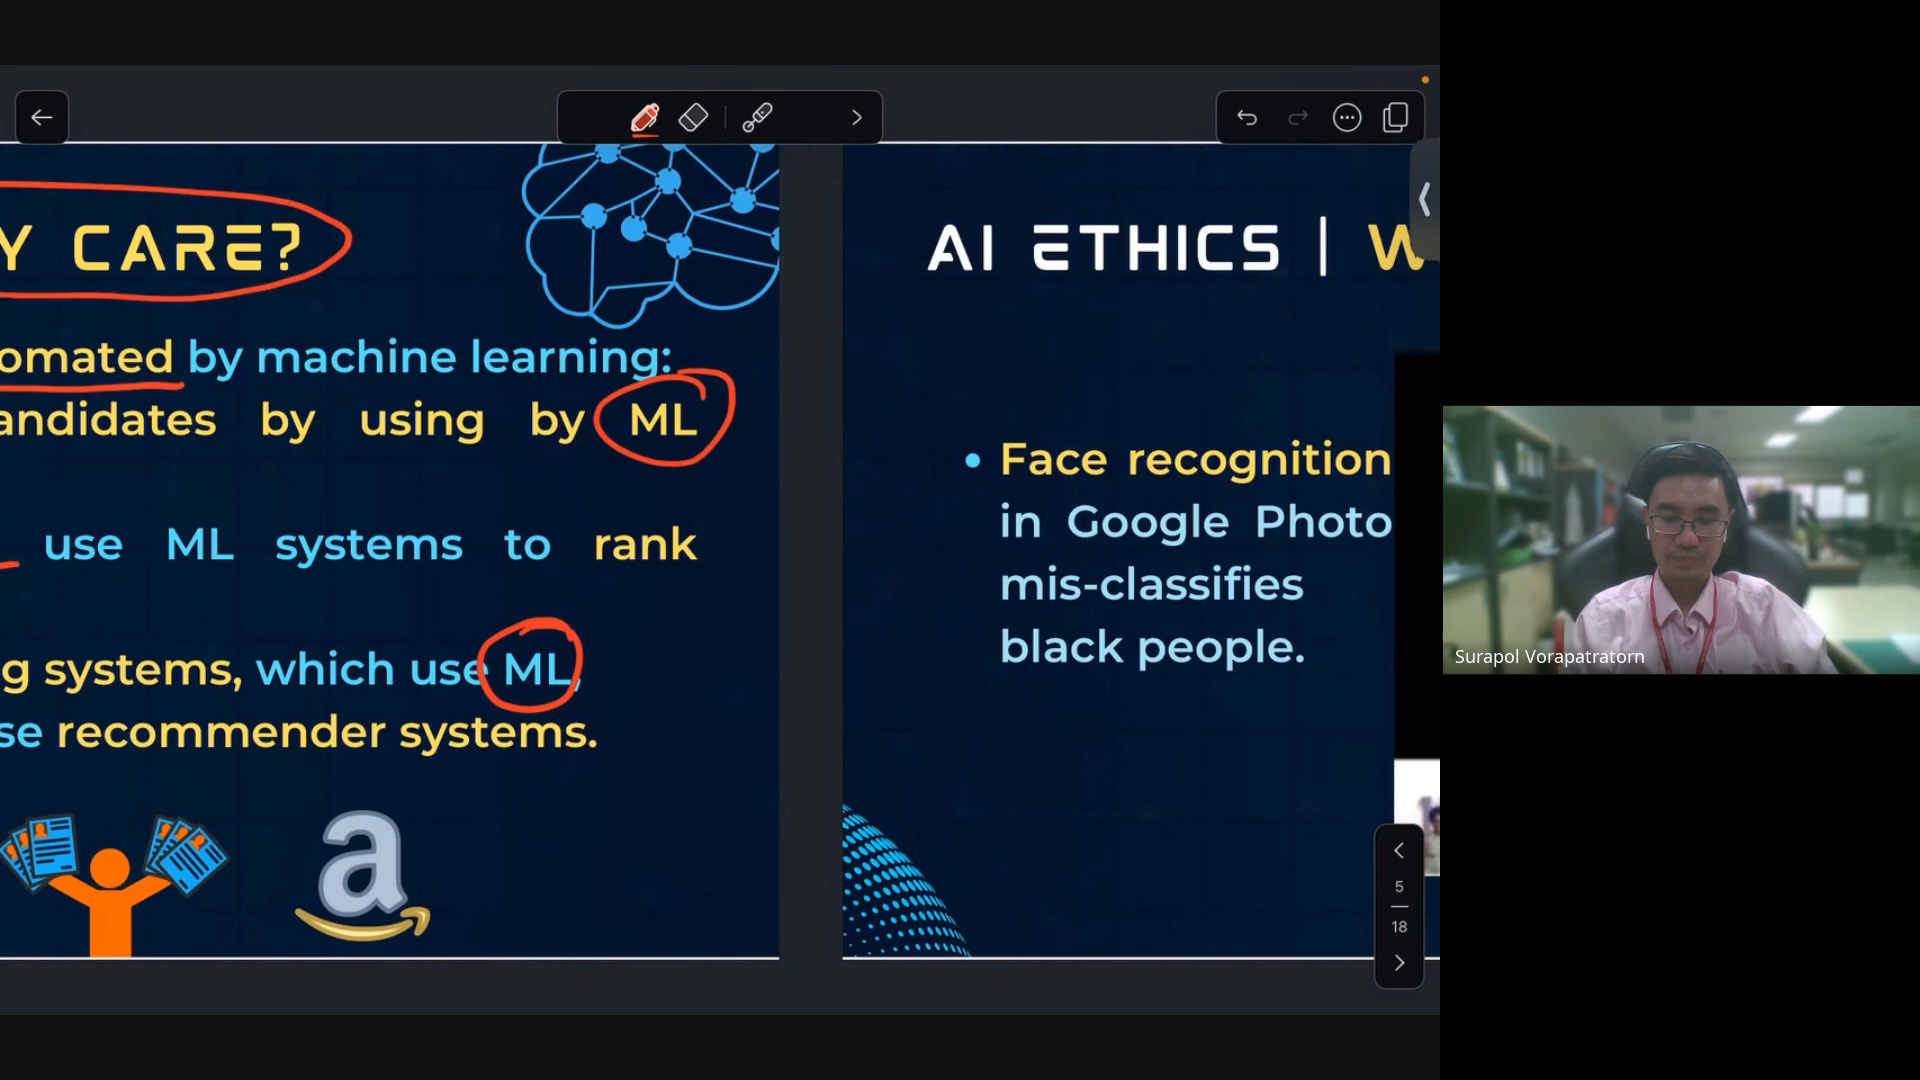 Y CARE?
omated by machine learning:
andidates by using by ML
use ML systems to rank
g systems, which use ML,
se recommender systems.
a
AI ETHICS | W
• Face recognition
in Google Photo
mis-classifies
black people.
5
18
Surapol Vorapatratorn